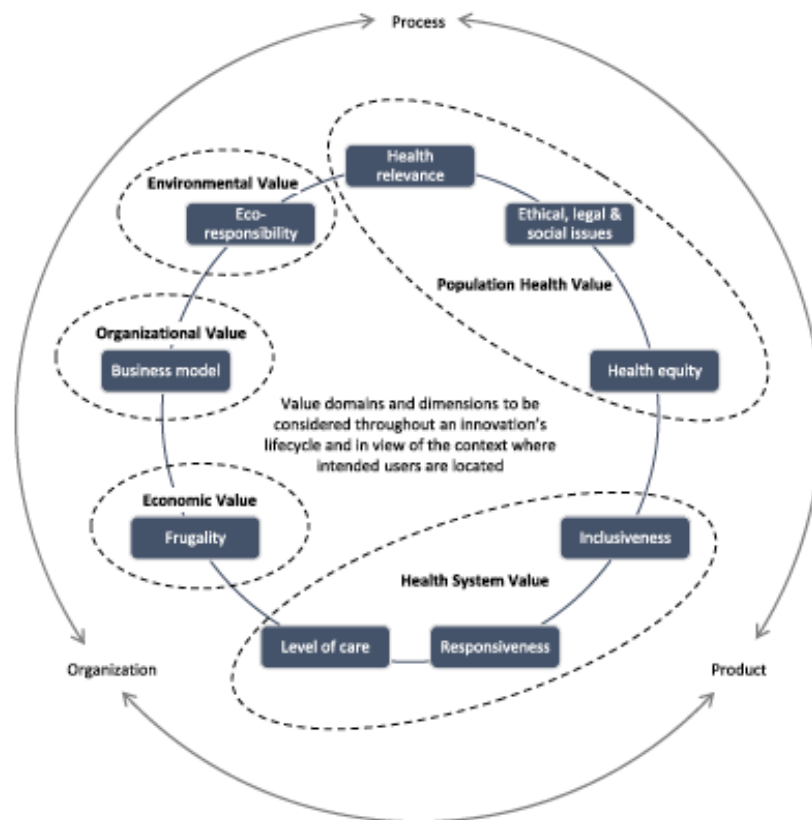 Process
Health
relevance
Environmental Value
Eco-
responsibility
Ethical, legal &
social issues
Population Health Value
Organizational Value
Business model
Health equity
Value domains and dimensions to be
considered throughout an innovation's
lifecycle and in view of the context where
intended users are located
Economic Value
Frugality
Inclusiveness
Health System Value
Level of care
Responsiveness
Organization
Product